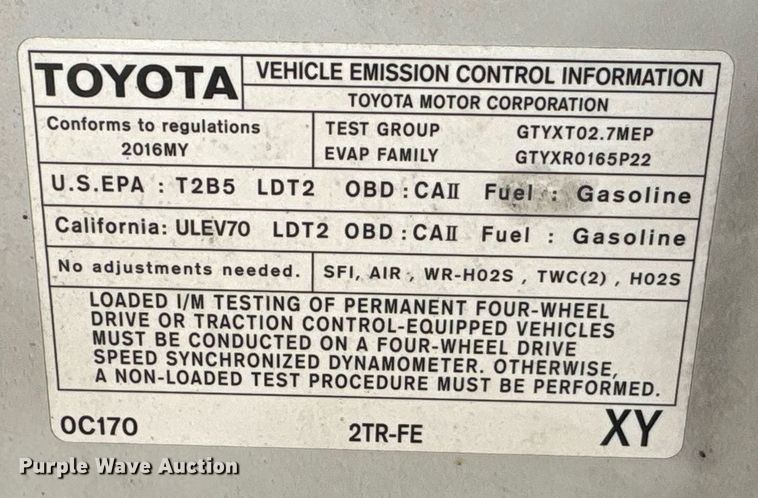 TOYOTA
VEHICLE EMISSION CONTROL INFORMATION
TOYOTA MOTOR CORPORATION
Conforms to regulations
2016MY
TEST GROUP GTYXT02.7MEP
EVAP FAMILY GTYXR0165P22
U.S.EPA : T2B5 LDT2 OBD : CAII Fuel : Gasoline
California: ULEV70 LDT2 OBD : CAII Fuel : Gasoline
No adjustments needed.
SFI, AIR , WR-HO2S , TWC(2) , HO2S
LOADED I/M TESTING OF PERMANENT FOUR-WHEEL
DRIVE OR TRACTION CONTROL-EQUIPPED VEHICLES
MUST BE CONDUCTED ON A FOUR-WHEEL DRIVE
SPEED SYNCHRONIZED DYNAMOMETER. OTHERWISE,
A NON-LOADED TEST PROCEDURE MUST BE PERFORMED.
0C170
2TR-FE
XY
Purple Wave Auction